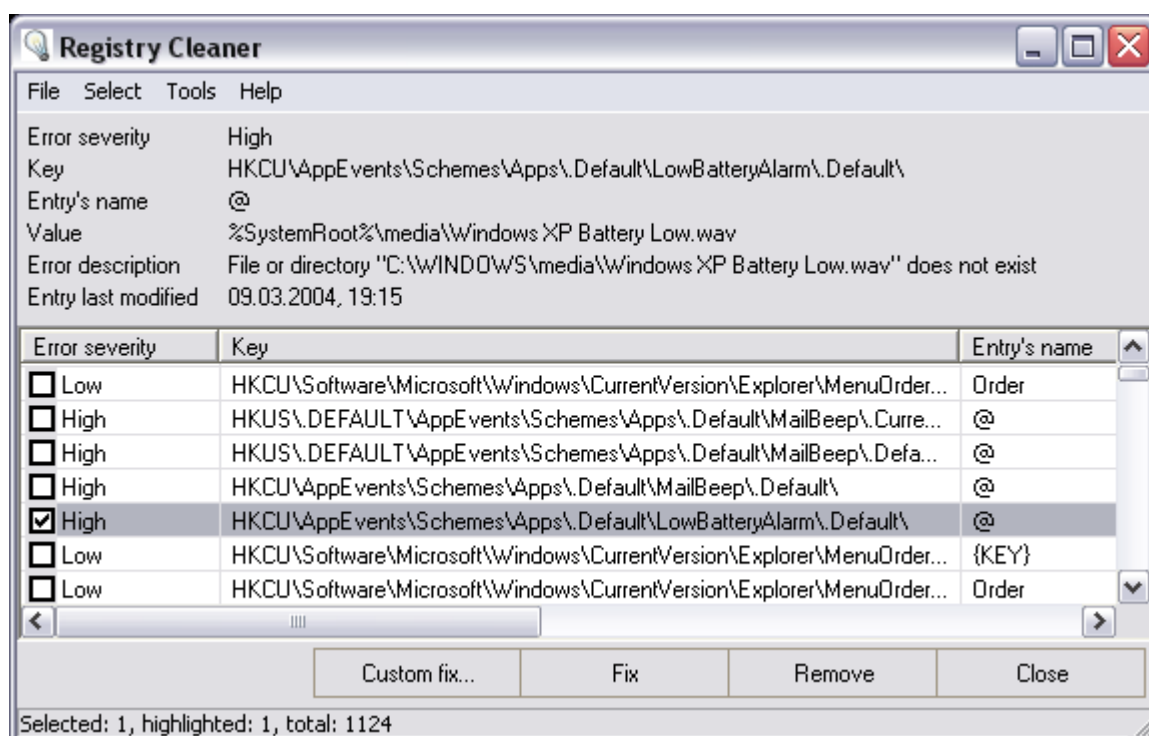 Registry Cleaner
File Select Tools Help
Error severity High
Key HKCU\AppEvents\Schemes\Apps\.Default\LowBatteryAlarm\.Default\
Entry's name @
Value %SystemRoot%\media\Windows XP Battery Low.wav
Error description File or directory "C:\WINDOWS\media\Windows XP Battery Low.wav" does not exist
Entry last modified 09.03.2004, 19:15
Error severity Key Entry's name
Low HKCU\Software\Microsoft\Windows\CurrentVersion\Explorer\MenuOrder... Order
High HKUS\.DEFAULT\AppEvents\Schemes\Apps\.Default\MailBeep\.Curre... @
High HKUS\.DEFAULT\AppEvents\Schemes\Apps\.Default\MailBeep\.Defa... @
High HKCU\AppEvents\Schemes\Apps\.Default\MailBeep\.Default\ @
High HKCU\AppEvents\Schemes\Apps\.Default\LowBatteryAlarm\.Default\ @
Low HKCU\Software\Microsoft\Windows\CurrentVersion\Explorer\MenuOrder... {KEY}
Low HKCU\Software\Microsoft\Windows\CurrentVersion\Explorer\MenuOrder... Order
Custom fix... Fix Remove Close
Selected: 1, highlighted: 1, total: 1124